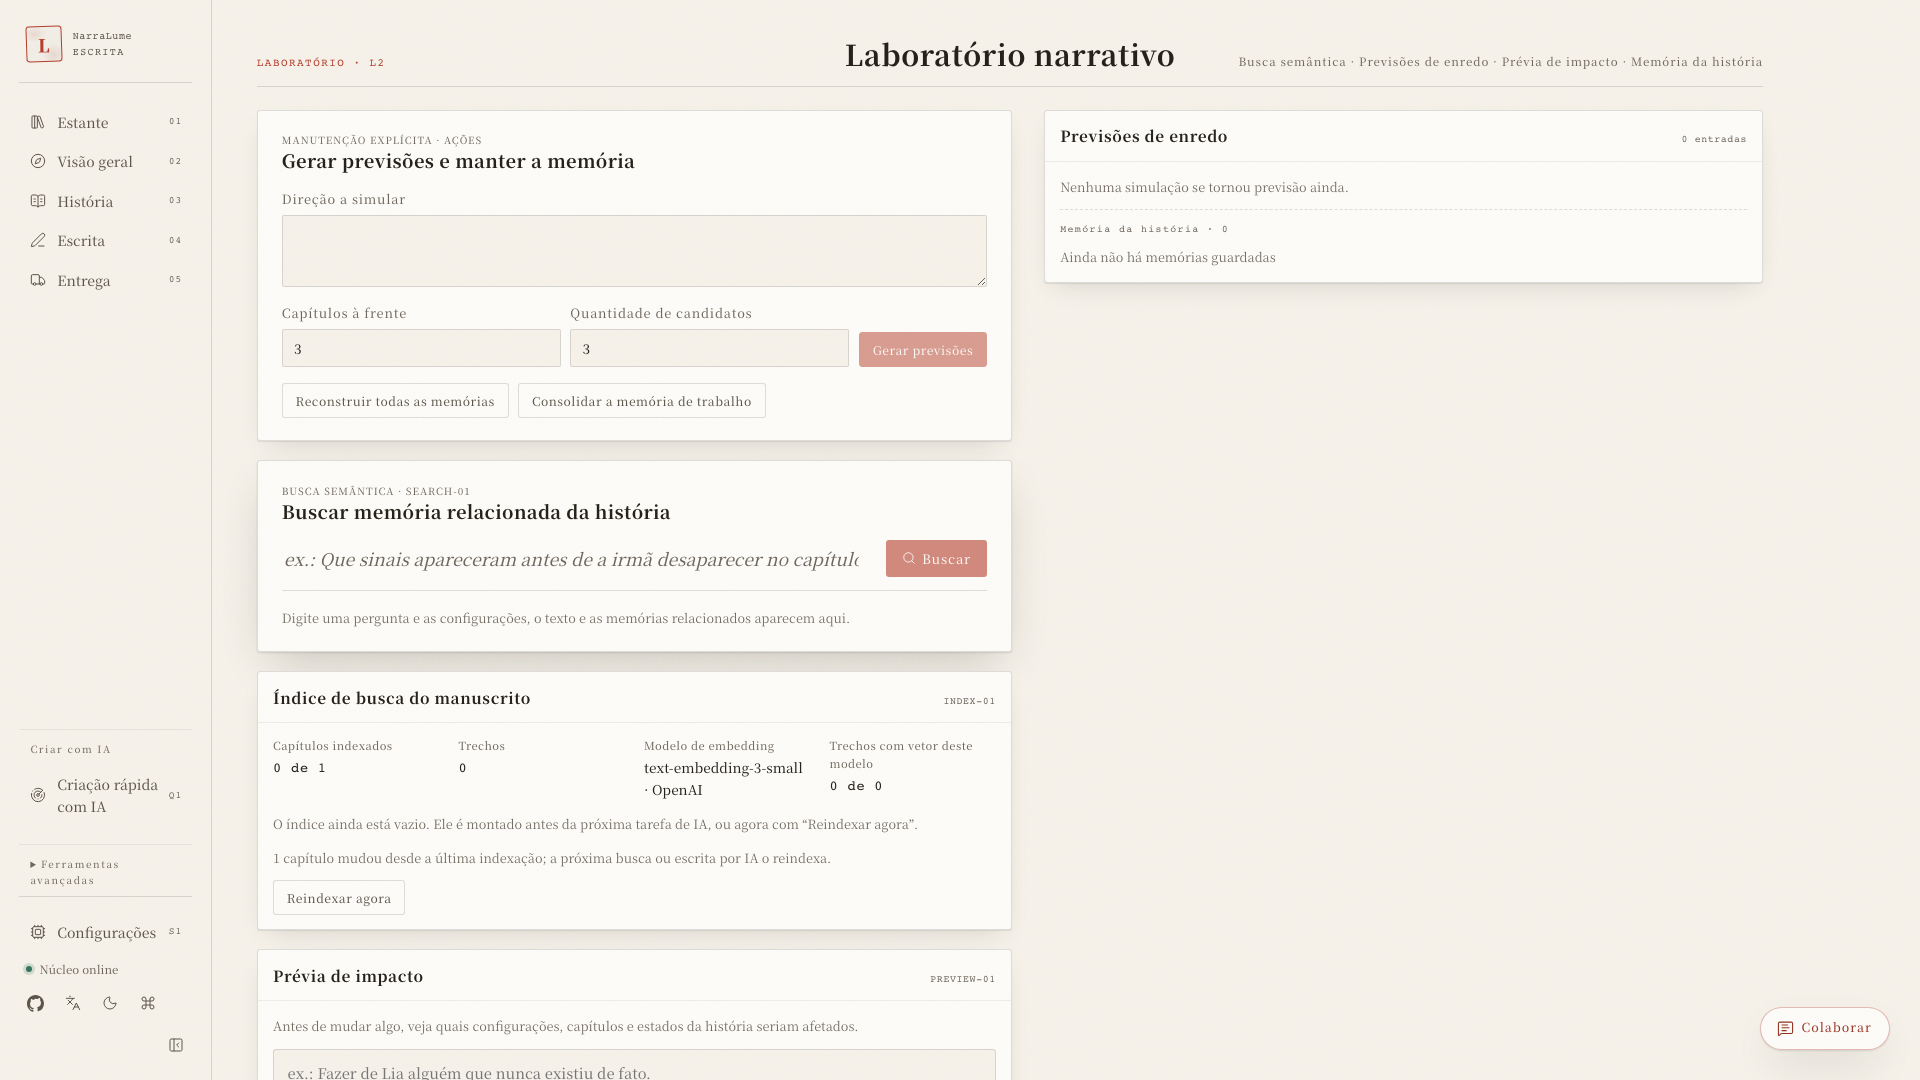 L
NarraLume
ESCRITA
Estante 01
Visão geral 02
História 03
Escrita 04
Entrega 05
Criar com IA
Criação rápida
com IA Q1
Ferramentas
avançadas
Configurações S1
Núcleo online
LABORATÓRIO · L2
Laboratório narrativo
Busca semântica · Previsões de enredo · Prévia de impacto · Memória da história
MANUTENÇÃO EXPLÍCITA · AÇÕES
Gerar previsões e manter a memória
Direção a simular
Capítulos à frente
3
Quantidade de candidatos
3
Gerar previsões
Reconstruir todas as memórias
Consolidar a memória de trabalho
BUSCA SEMÂNTICA · SEARCH-01
Buscar memória relacionada da história
ex.: Que sinais apareceram antes de a irmã desaparecer no capítulo
Buscar
Digite uma pergunta e as configurações, o texto e as memórias relacionados aparecem aqui.
Índice de busca do manuscrito
INDEX-01
Capítulos indexados
0 de 1
Trechos
0
Modelo de embedding
text-embedding-3-small
· OpenAI
Trechos com vetor deste
modelo
0 de 0
O índice ainda está vazio. Ele é montado antes da próxima tarefa de IA, ou agora com “Reindexar agora”.
1 capítulo mudou desde a última indexação; a próxima busca ou escrita por IA o reindexa.
Reindexar agora
Prévia de impacto
PREVIEW-01
Antes de mudar algo, veja quais configurações, capítulos e estados da história seriam afetados.
ex.: Fazer de Lia alguém que nunca existiu de fato.
Previsões de enredo
0 entradas
Nenhuma simulação se tornou previsão ainda.
Memória da história · 0
Ainda não há memórias guardadas
Colaborar